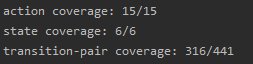 action coverage: 15/15
state coverage: 6/6
transition-pair coverage: 316/441